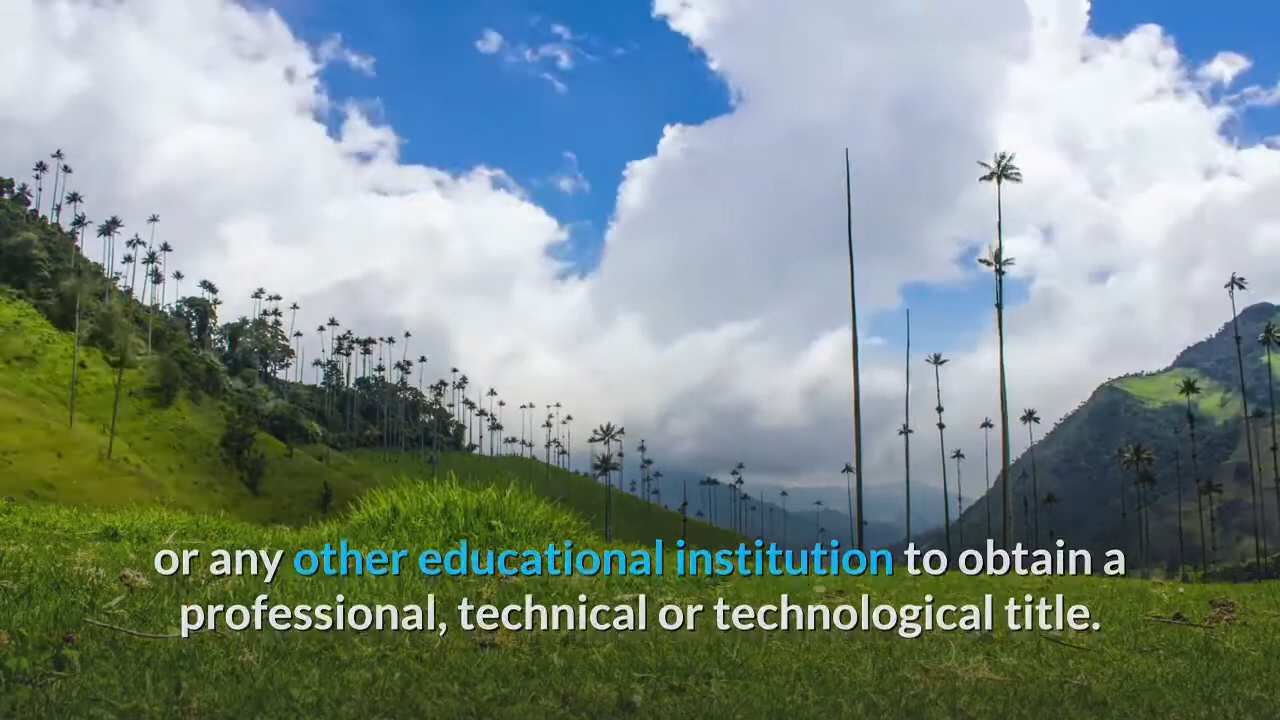 or any other educational institution to obtain a
professional, technical or technological title.